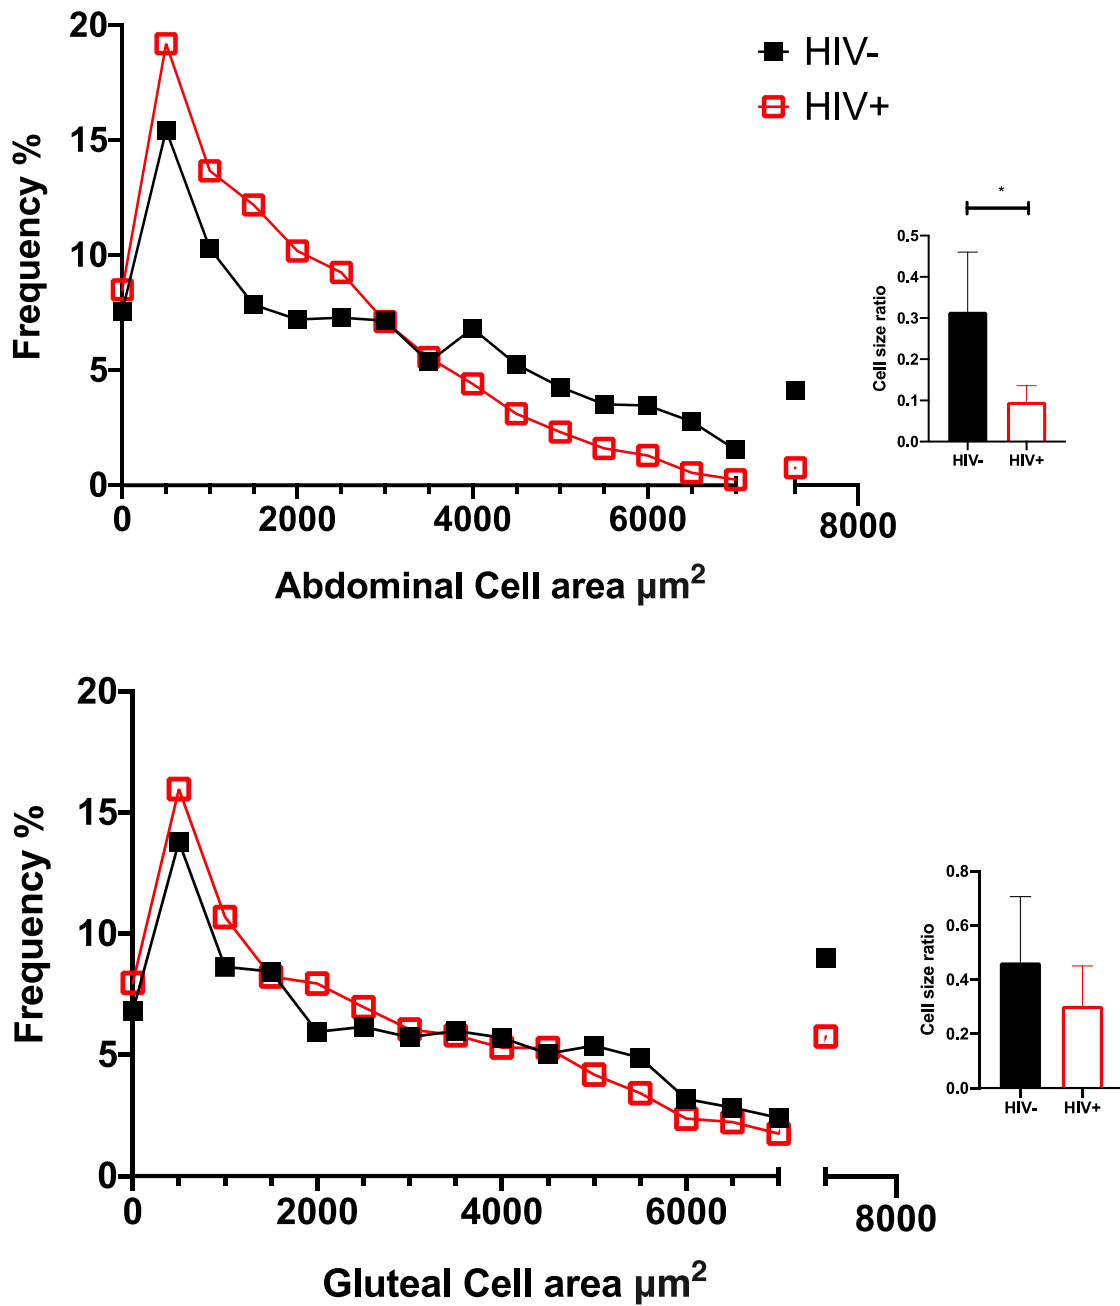 20
15
10
5
0
Frequency %
0
2000
4000
6000
8000
Abdominal Cell area µm²
HIV-
HIV+
*
0.5
0.4
0.3
0.2
0.1
0.0
Cell size ratio
HIV-
HIV+
20
15
10
5
0
Frequency %
0
2000
4000
6000
8000
Gluteal Cell area µm²
0.8
0.6
0.4
0.2
0.0
Cell size ratio
HIV-
HIV+